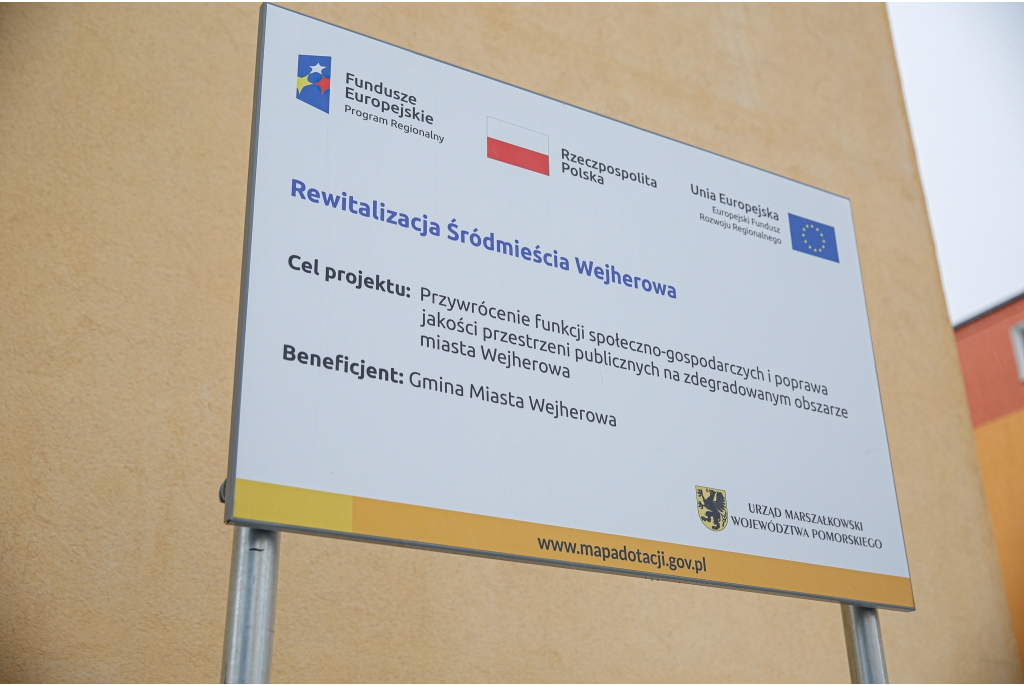 Fundusze
Europejskie
Program Regionalny
Rzeczpospolita
Polska
Unia Europejska
Europejski Fundusz
Rozwoju Regionalnego
Rewitalizacja Śródmieścia Wejherowa
Cel projektu: Przywrócenie funkcji społeczno-gospodarczych i poprawa
jakości przestrzeni publicznych na zdegradowanym obszarze
miasta Wejherowa
Beneficjent: Gmina Miasta Wejherowa
URZĄD MARSZAŁKOWSKI
WOJEWÓDZTWA POMORSKIEGO
www.mapadotacji.gov.pl